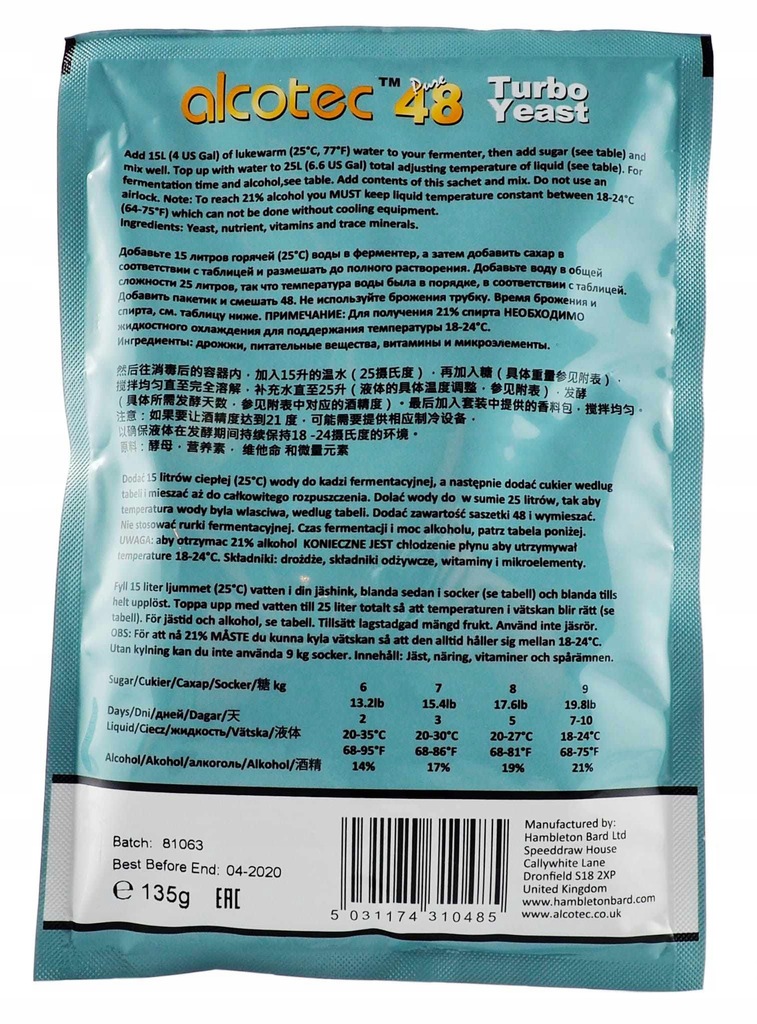 alcotec™ Pure 48 Turbo Yeast
Add 15L (4 US Gal) of lukewarm (25°C, 77°F) water to your fermenter, then add sugar (see table) and
mix well. Top up with water to 25L (6.6 US Gal) total adjusting temperature of liquid (see table). For
fermentation time and alcohol,see table. Add contents of this sachet and mix. Do not use an
airlock. Note: To reach 21% alcohol you MUST keep liquid temperature constant between 18-24°C
(64-75°F) which can not be done without cooling equipment.
Ingredients: Yeast, nutrient, vitamins and trace minerals.
Добавьте 15 литров горячей (25°C) воды в ферментер, а затем добавить сахар в
соответствии с таблицей и размешать до полного растворения. Добавьте воду в общей
сложности 25 литров, так что температура воды была в порядке, в соответствии с таблицей.
Добавить пакетик и смешать 48. Не используйте брожения трубку. Время брожения и
спирта, см. таблицу ниже. ПРИМЕЧАНИЕ: Для получения 21% спирта НЕОБХОДИМО
жидкостного охлаждения для поддержания температуры 18-24°C.
Ингредиенты: дрожжи, питательные вещества, витамины и микроэлементы.
然后往消毒后的容器内，加入15升的温水（25摄氏度），再加入糖（具体重量参见附表），
搅拌均匀直至完全溶解，补充水直至25升（液体的具体温度调整，参见附表），发酵
（具体所需发酵天数，参见附表中对应的酒精度）。最后加入套装中提供的香料包，搅拌均匀。
注意：如果要让酒精度达到21度，可能需要提供相应制冷设备，
以确保液体在发酵期间持续保持18-24摄氏度的环境。
原料：酵母，营养素，维他命 和微量元素
Dodać 15 litrów ciepłej (25°C) wody do kadzi fermentacyjnej, a następnie dodać cukier według
tabeli i mieszać aż do całkowitego rozpuszczenia. Dolać wody do w sumie 25 litrów, tak aby
temperatura wody byla wlasciwa, według tabeli. Dodać zawartość saszetki 48 i wymieszać.
Nie stosować rurki fermentacyjnej. Czas fermentacji i moc alkoholu, patrz tabela poniżej.
UWAGA: aby otrzymac 21% alkohol KONIECZNE JEST chlodzenie płynu aby utrzymywał
temperature 18-24°C. Składniki: drożdże, składniki odżywcze, witaminy i mikroelementy.
Fyll 15 liter ljummet (25°C) vatten i din jäshink, blanda sedan i socker (se tabell) och blanda tills
helt upplöst. Toppa upp med vatten till 25 liter totalt så att temperaturen i vätskan blir rätt (se
tabell). För jästid och alkohol, se tabell. Tillsätt lagstadgad mängd frukt. Använd inte jäsrör.
OBS: För att nå 21% MÅSTE du kunna kyla vätskan så att den alltid håller sig mellan 18-24°C.
Utan kylning kan du inte använda 9 kg socker. Innehåll: Jäst, näring, vitaminer och spårämnen.
Sugar/Cukier/Сахар/Socker/糖 kg 6 7 8 9
13.2lb 15.4lb 17.6lb 19.8lb
Days/Dni/дней/Dagar/天 2 3 5 7-10
Liquid/Ciecz/жидкость/Vätska/液体 20-35°C 20-30°C 20-27°C 18-24°C
68-95°F 68-86°F 68-81°F 68-75°F
Alcohol/Akohol/алкоголь/Alkohol/酒精 14% 17% 19% 21%
Batch: 81063
Best Before End: 04-2020
℮ 135g EAC
5 031174 310485
Manufactured by:
Hambleton Bard Ltd
Speeddraw House
Callywhite Lane
Dronfield S18 2XP
United Kingdom
www.hambletonbard.com
www.alcotec.co.uk